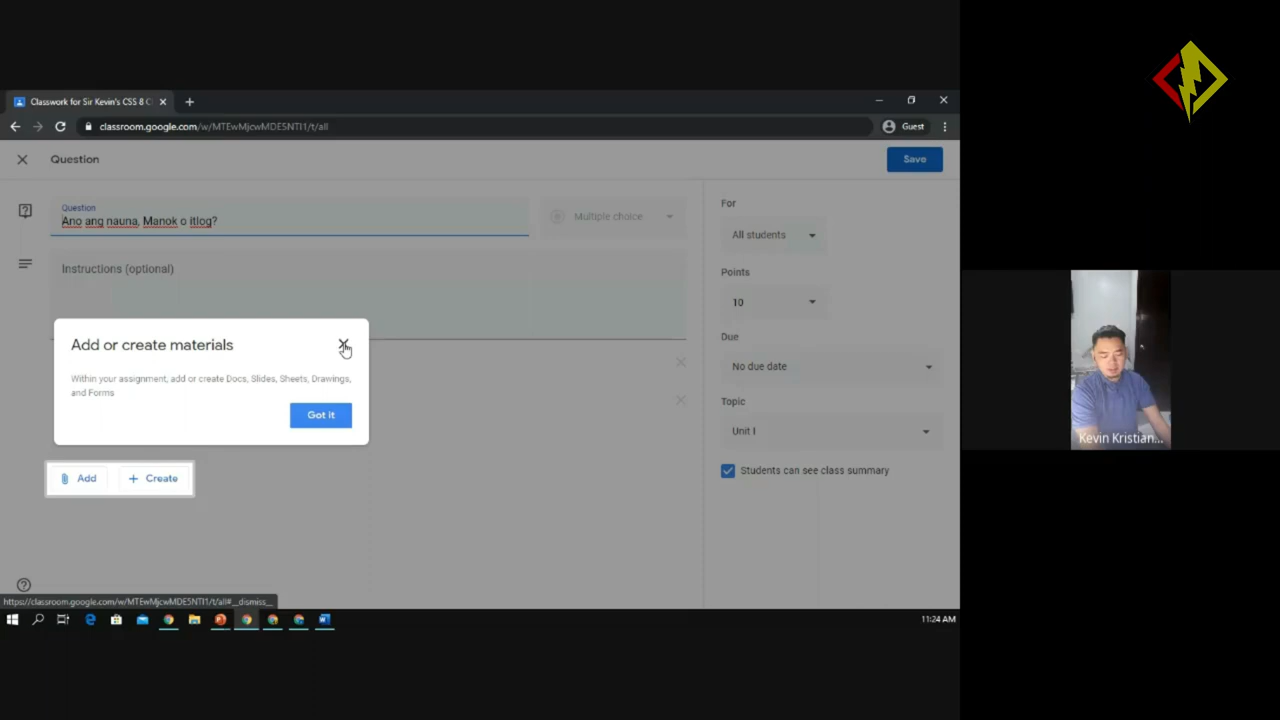 Classwork for Sir Kevin's CSS 8 C
classroom.google.com/w/MTEwMjcwMDE5NTI1/t/all
Guest
Question
Save
Question
Ano ang nauna, Manok o itlog?
Multiple choice
Instructions (optional)
For
All students
Points
10
Due
No due date
Topic
Unit I
Students can see class summary
Add or create materials
Within your assignment, add or create Docs, Slides, Sheets, Drawings,
and Forms
Got it
Add
Create
https://classroom.google.com/w/MTEwMjcwMDE5NTI1/t/all#__dismiss__
11:24 AM
Kevin Kristian...